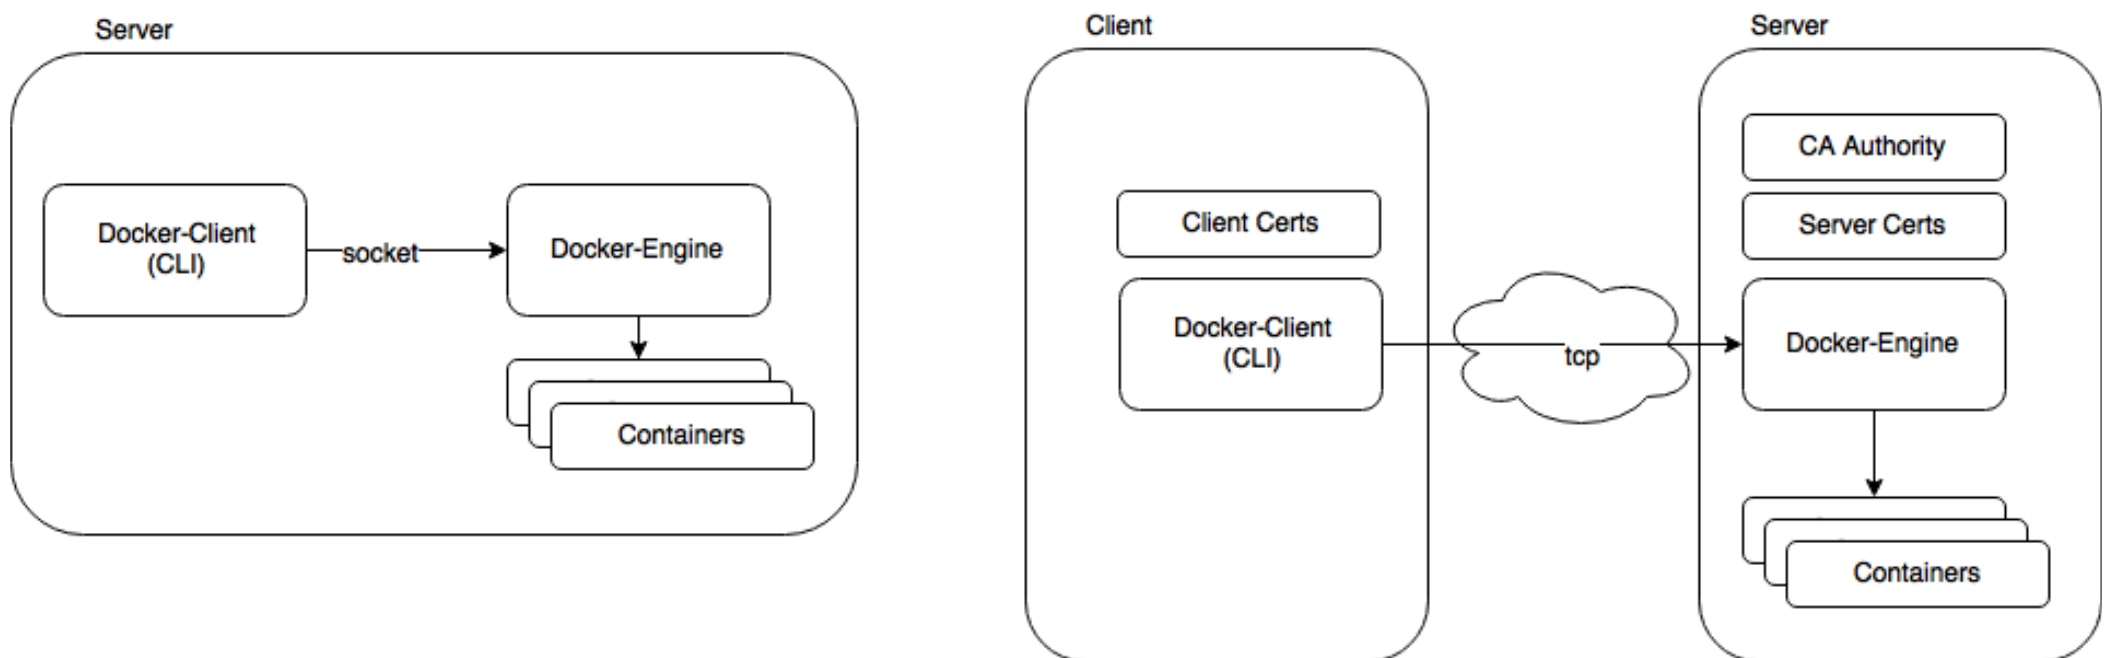 Server
Docker-Client
(CLI)
socket
Docker-Engine
Containers
Client
Client Certs
Docker-Client
(CLI)
tcp
Server
CA Authority
Server Certs
Docker-Engine
Containers